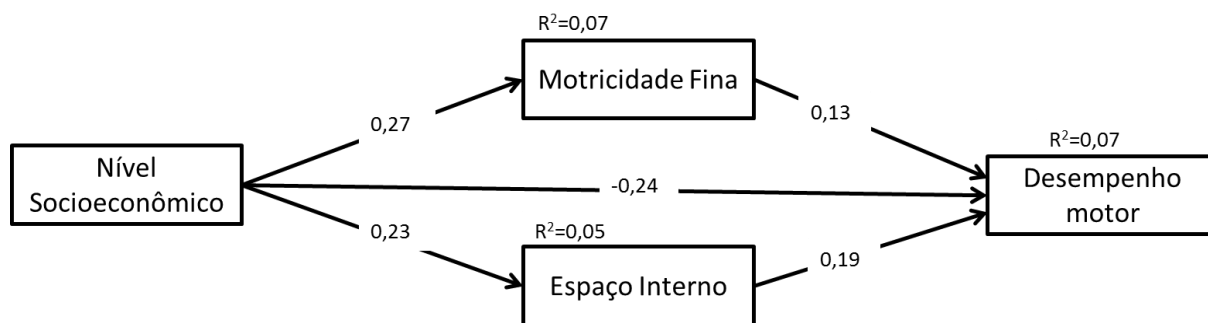 R²=0,07
Motricidade Fina
0,27
0,13
R²=0,07
Nível
Socioeconômico
-0,24
Desempenho
motor
0,23
R²=0,05
0,19
Espaço Interno